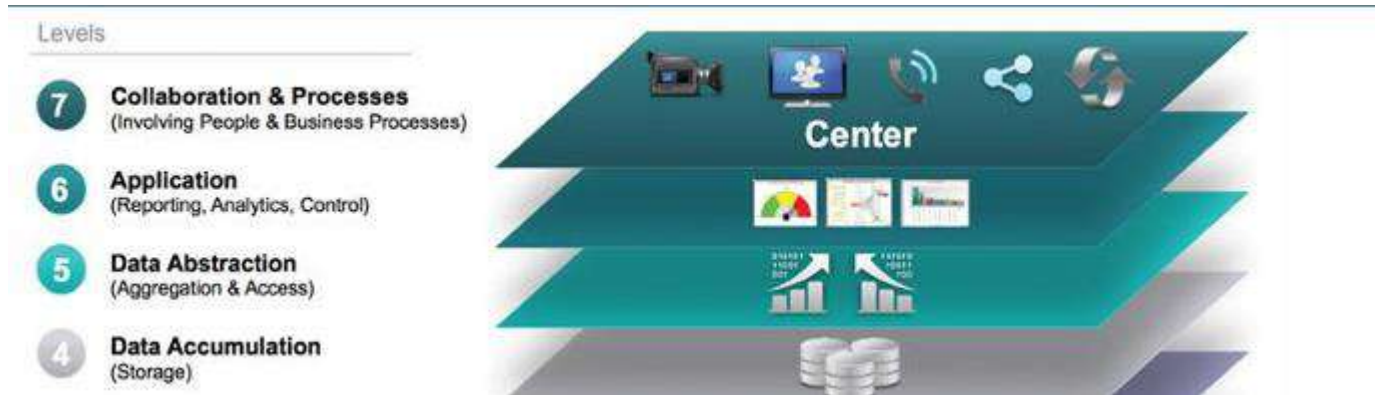 Levels
7
Collaboration & Processes
(Involving People & Business Processes)
Center
6
Application
(Reporting, Analytics, Control)
5
Data Abstraction
(Aggregation & Access)
4
Data Accumulation
(Storage)